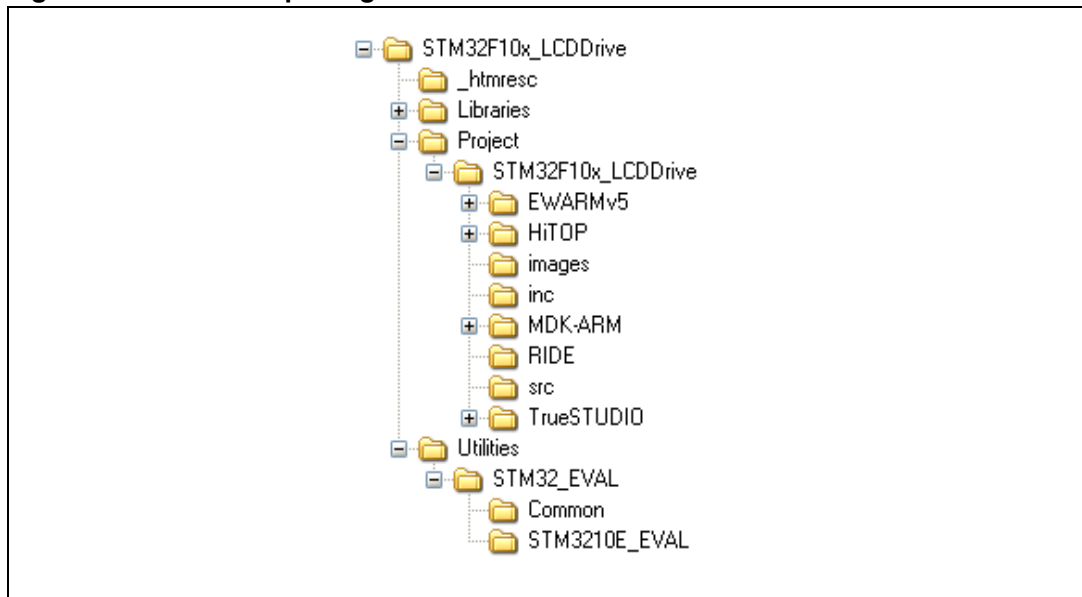 STM32F10x_LCDDrive
_htmresc
Libraries
Project
STM32F10x_LCDDrive
EWARMv5
HiTOP
images
inc
MDK-ARM
RIDE
src
TrueSTUDIO
Utilities
STM32_EVAL
Common
STM3210E_EVAL